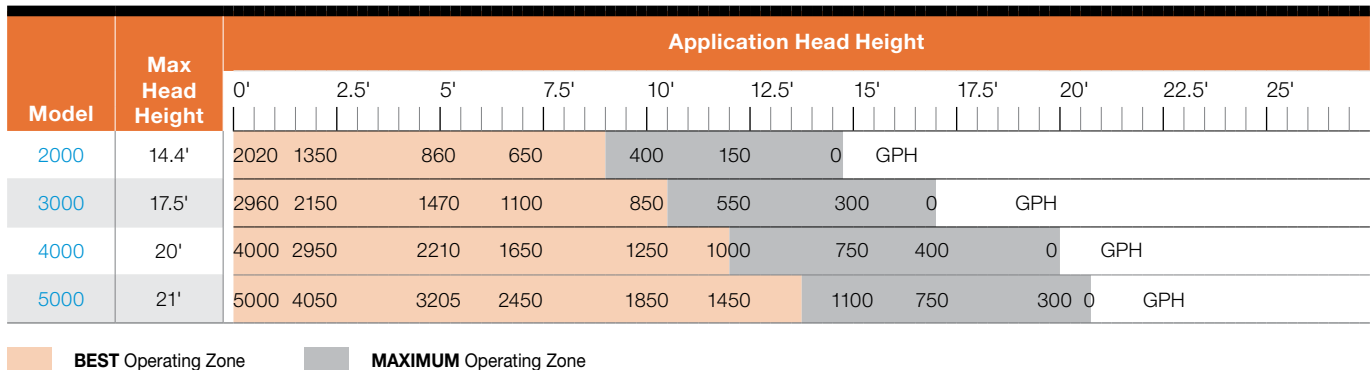 Application Head Height
Model Max Head Height 0' 2.5' 5' 7.5' 10' 12.5' 15' 17.5' 20' 22.5' 25'
2000 14.4' 2020 1350 860 650 400 150 0 GPH
3000 17.5' 2960 2150 1470 1100 850 550 300 0 GPH
4000 20' 4000 2950 2210 1650 1250 1000 750 400 0 GPH
5000 21' 5000 4050 3205 2450 1850 1450 1100 750 300 0 GPH
BEST Operating Zone MAXIMUM Operating Zone